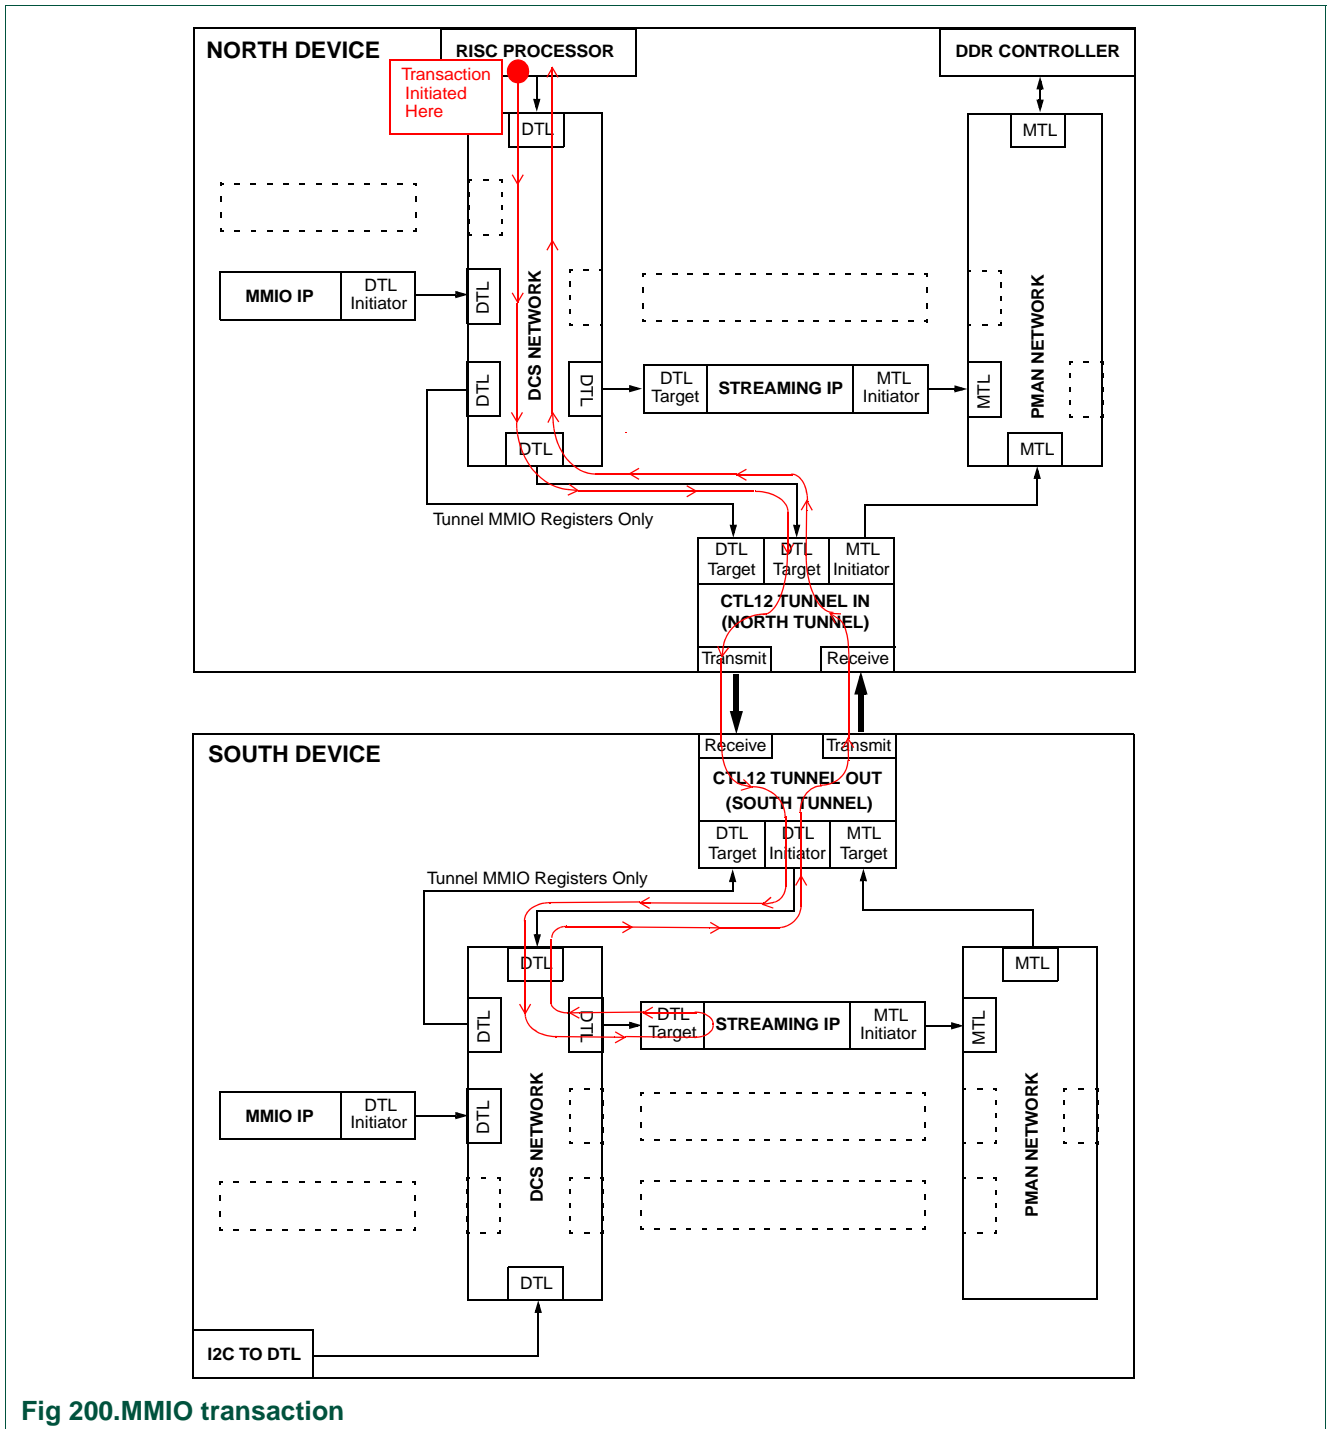 NORTH DEVICE
RISC PROCESSOR
DDR CONTROLLER
Transaction
Initiated
Here
DTL
MTL
MMIO IP
DTL
Initiator
DTL
DCS NETWORK
PMAN NETWORK
DTL
DTL
DTL
Target
STREAMING IP
MTL
Initiator
MTL
DTL
MTL
Tunnel MMIO Registers Only
DTL
Target
DTL
Target
MTL
Initiator
CTL12 TUNNEL IN
(NORTH TUNNEL)
Transmit
Receive
SOUTH DEVICE
Receive
Transmit
CTL12 TUNNEL OUT
(SOUTH TUNNEL)
DTL
Target
DTL
Initiator
MTL
Target
Tunnel MMIO Registers Only
DTL
MTL
DTL
DTL
DTL
Target
STREAMING IP
MTL
Initiator
MTL
MMIO IP
DTL
Initiator
DTL
DCS NETWORK
PMAN NETWORK
DTL
I2C TO DTL
Fig 200.MMIO transaction